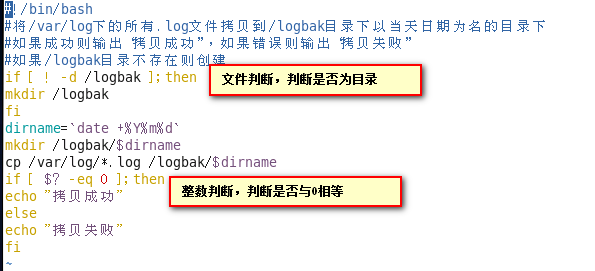 #!/bin/bash
#将/var/log下的所有.log文件拷贝到/logbak目录下以当天日期为名的目录下
#如果成功则输出“拷贝成功”，如果错误则输出“拷贝失败”
#如果/logbak目录不存在则创建
if [ ! -d /logbak ];then
文件判断，判断是否为目录
mkdir /logbak
fi
dirname=`date +%Y%m%d`
mkdir /logbak/$dirname
cp /var/log/*.log /logbak/$dirname
if [ $? -eq 0 ];then
整数判断，判断是否与0相等
echo "拷贝成功"
else
echo "拷贝失败"
fi
~